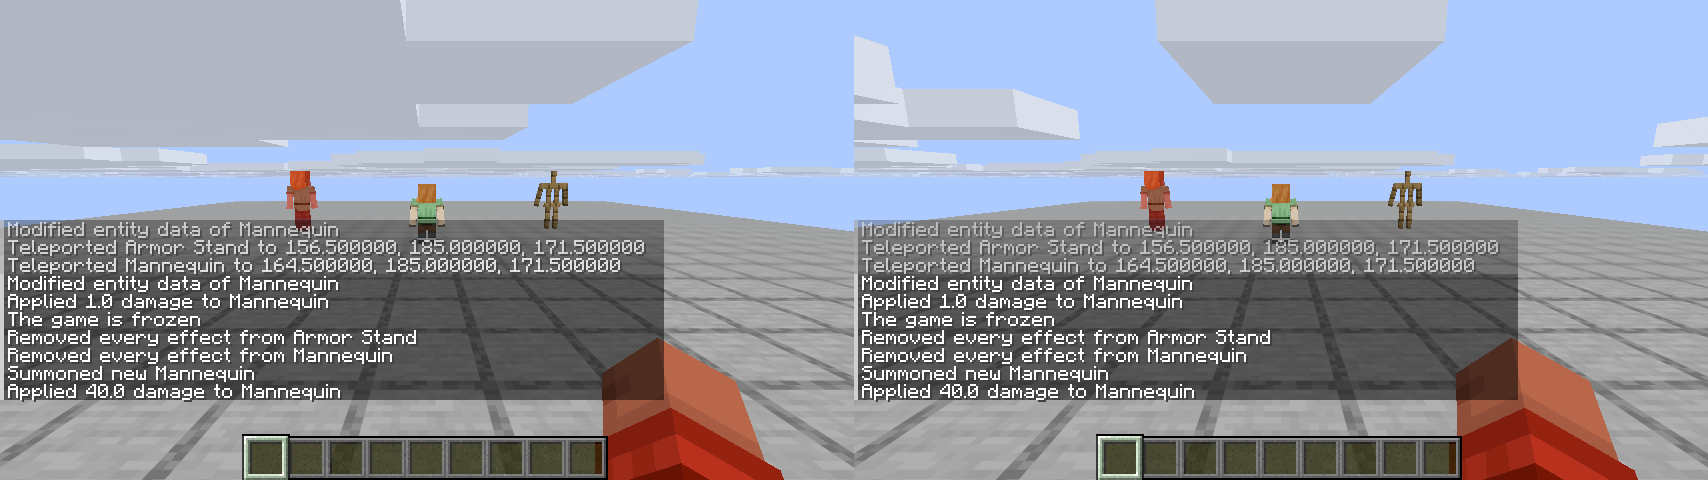 Modified entity data of Mannequin
Teleported Armor Stand to 156.500000, 185.000000, 171.500000
Teleported Mannequin to 164.500000, 185.000000, 171.500000
Modified entity data of Mannequin
Applied 1.0 damage to Mannequin
The game is frozen
Removed every effect from Armor Stand
Removed every effect from Mannequin
Summoned new Mannequin
Applied 40.0 damage to Mannequin
Modified entity data of Mannequin
Teleported Armor Stand to 156.500000, 185.000000, 171.500000
Teleported Mannequin to 164.500000, 185.000000, 171.500000
Modified entity data of Mannequin
Applied 1.0 damage to Mannequin
The game is frozen
Removed every effect from Armor Stand
Removed every effect from Mannequin
Summoned new Mannequin
Applied 40.0 damage to Mannequin